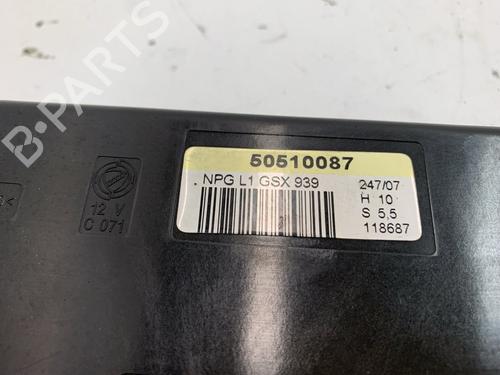 B-PARTS
50510087
. NPG L1 GSX 939
247/07
H 10
S 5,5
118687
12 V
C 071